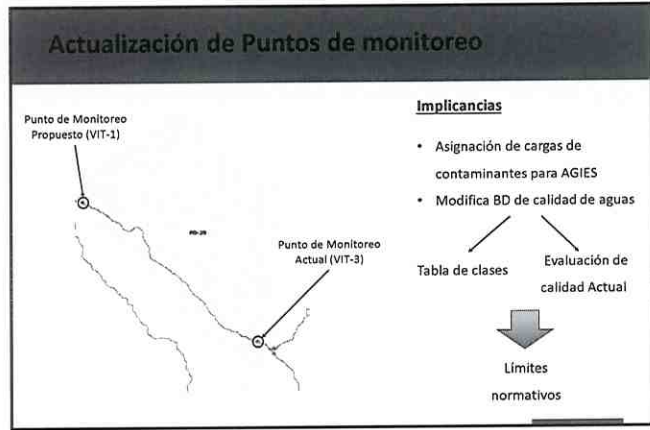 Actualización de Puntos de monitoreo
Punto de Monitoreo
Propuesto (VIT-1)
Punto de Monitoreo
Actual (VIT-3)
Implicancias
• Asignación de cargas de
contaminantes para AGIES
• Modifica BD de calidad de aguas
Tabla de clases
Evaluación de
calidad Actual
Límites
normativos